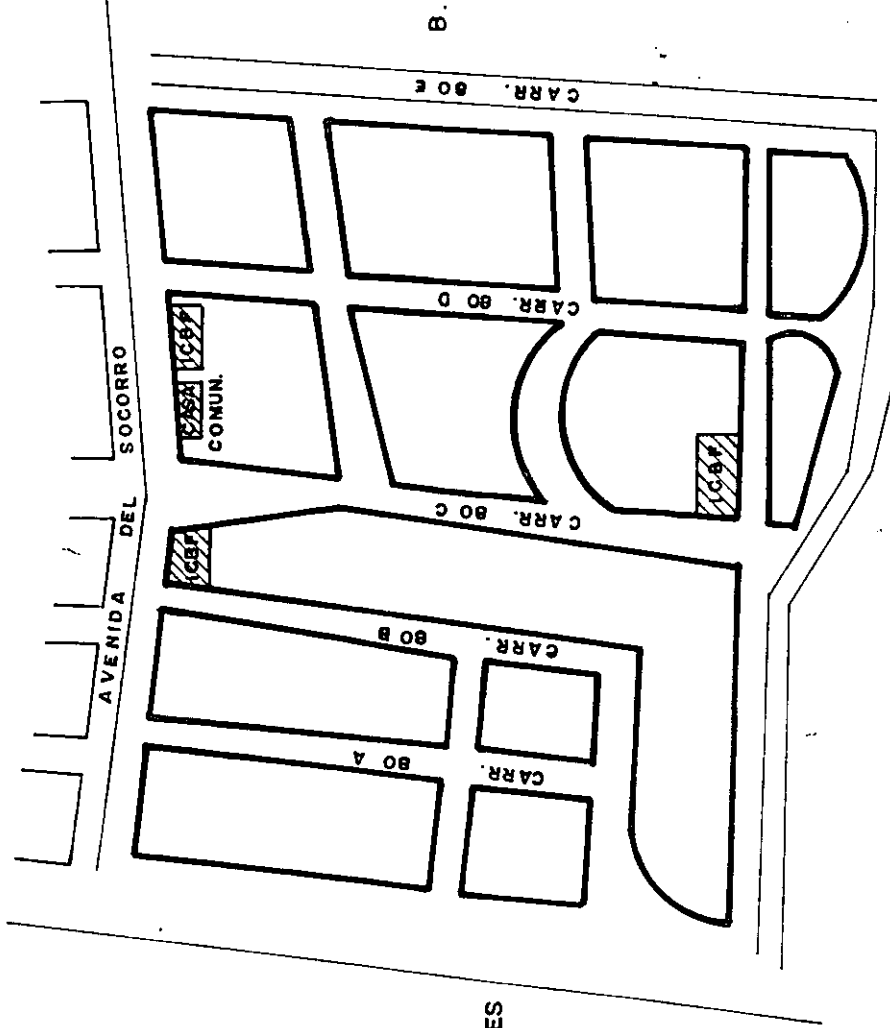 B.
CARR. 80 E
AVENIDA DEL SOCORRO
ICBF
CASA
COMUN.
CARR. 80 D
ICBF
CARR. 80 C
ICBF
CARR. 80 B
CARR. 80 A
ES